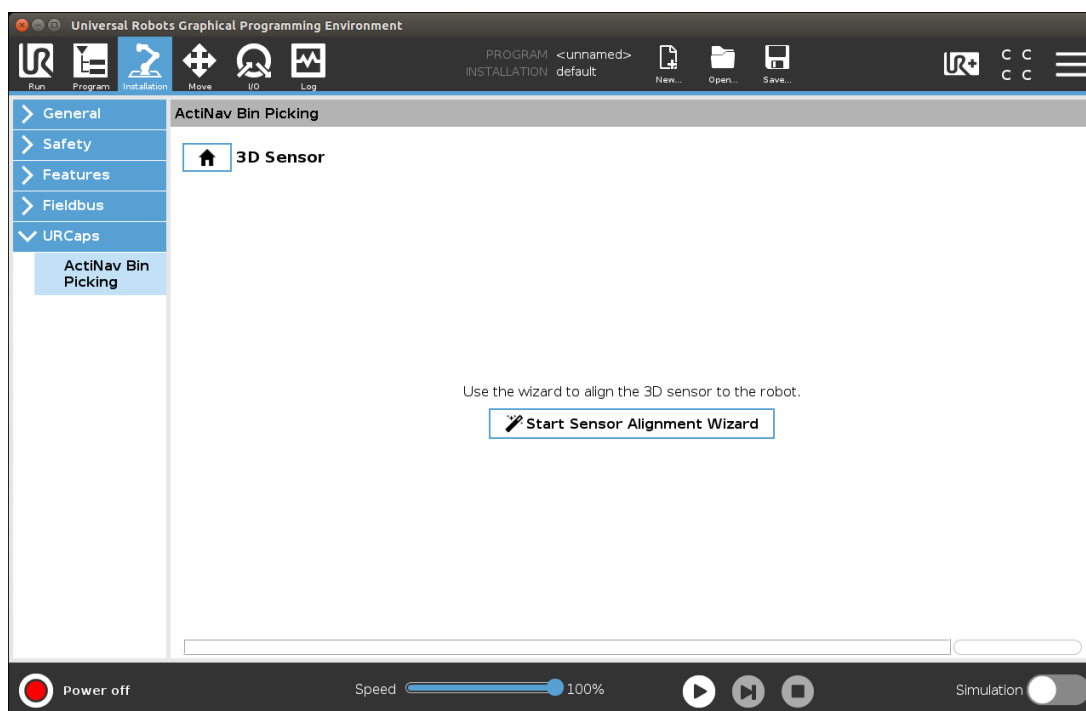 Universal Robots Graphical Programming Environment
UR
Run
Program
Installation
Move
I/O
Log
PROGRAM <unnamed>
INSTALLATION default
New...
Open...
Save...
UR+
C C
C C
General
Safety
Features
Fieldbus
URCaps
ActiNav Bin
Picking
ActiNav Bin Picking
3D Sensor
Use the wizard to align the 3D sensor to the robot.
Start Sensor Alignment Wizard
Power off
Speed
100%
Simulation